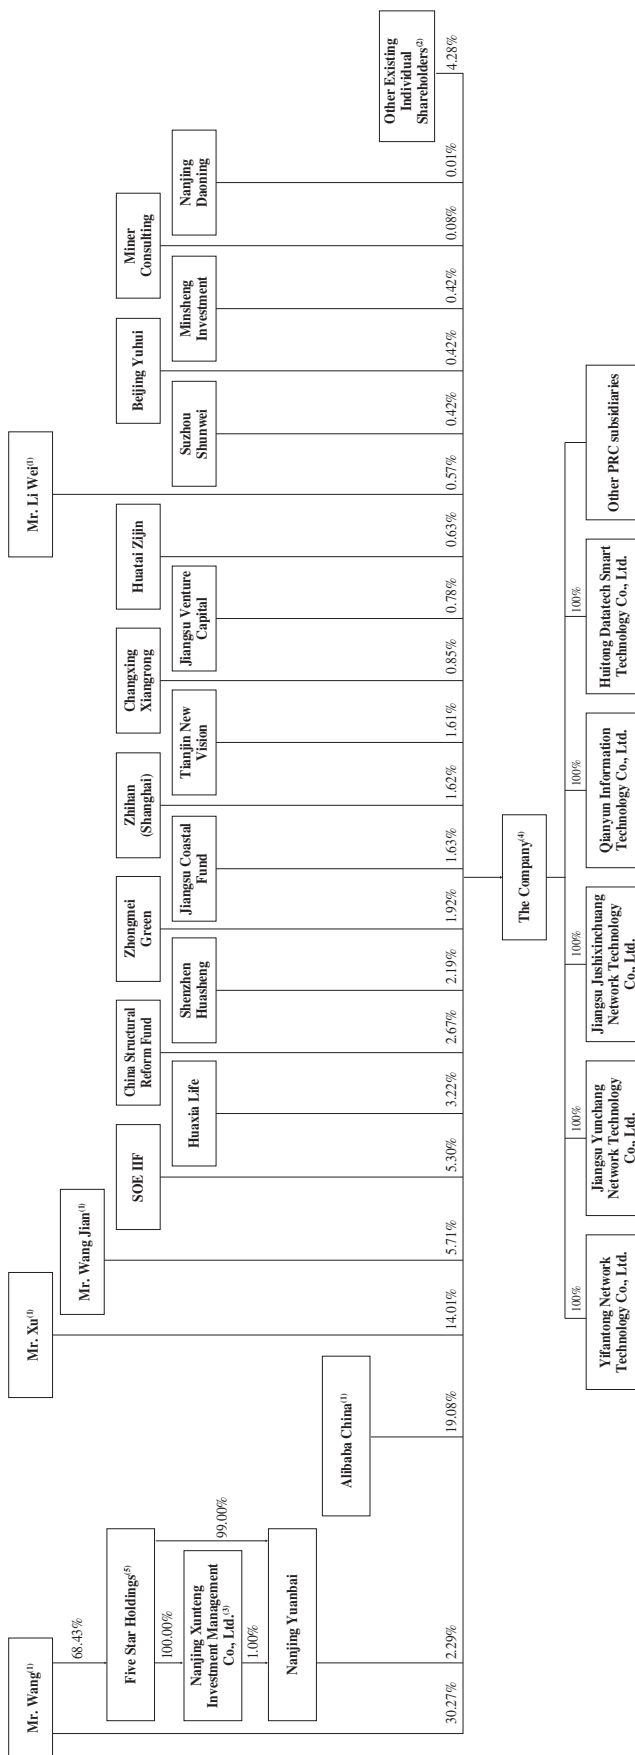 Mr. Wang(1)
68.43%
Five Star Holdings(5)
100.00%
99.00%
Nanjing Xunteng
Investment Management
Co., Ltd.(3)
1.00%
Nanjing Yuanbai
30.27%
2.29%
Alibaba China(1)
19.08%
Mr. Xu(1)
14.01%
Mr. Wang Jian(1)
5.71%
SOE IIF
5.30%
Huaxia Life
3.22%
China Structural
Reform Fund
2.67%
Shenzhen
Huasheng
2.19%
Zhongmei
Green
1.92%
Jiangsu Coastal
Fund
1.63%
Zhihan
(Shanghai)
1.62%
Tianjin New
Vision
1.61%
Changxing
Xiangrong
0.85%
Jiangsu Venture
Capital
0.78%
Huatai Zijin
0.63%
Mr. Li Wei(1)
0.57%
Suzhou
Shunwei
0.42%
Beijing Yuhui
0.42%
Minsheng
Investment
0.42%
Miner
Consulting
0.08%
Nanjing
Daoning
0.01%
Other Existing
Individual
Shareholders(2)
4.28%
The Company(4)
100%
Yifantong Network
Technology Co., Ltd.
100%
Jiangsu Yunchang
Network Technology
Co., Ltd.
100%
Jiangsu Jushixinchuang
Network Technology
Co., Ltd.
100%
Qianyun Information
Technology Co., Ltd.
100%
Huitong Datatech Smart
Technology Co., Ltd.
Other PRC subsidiaries